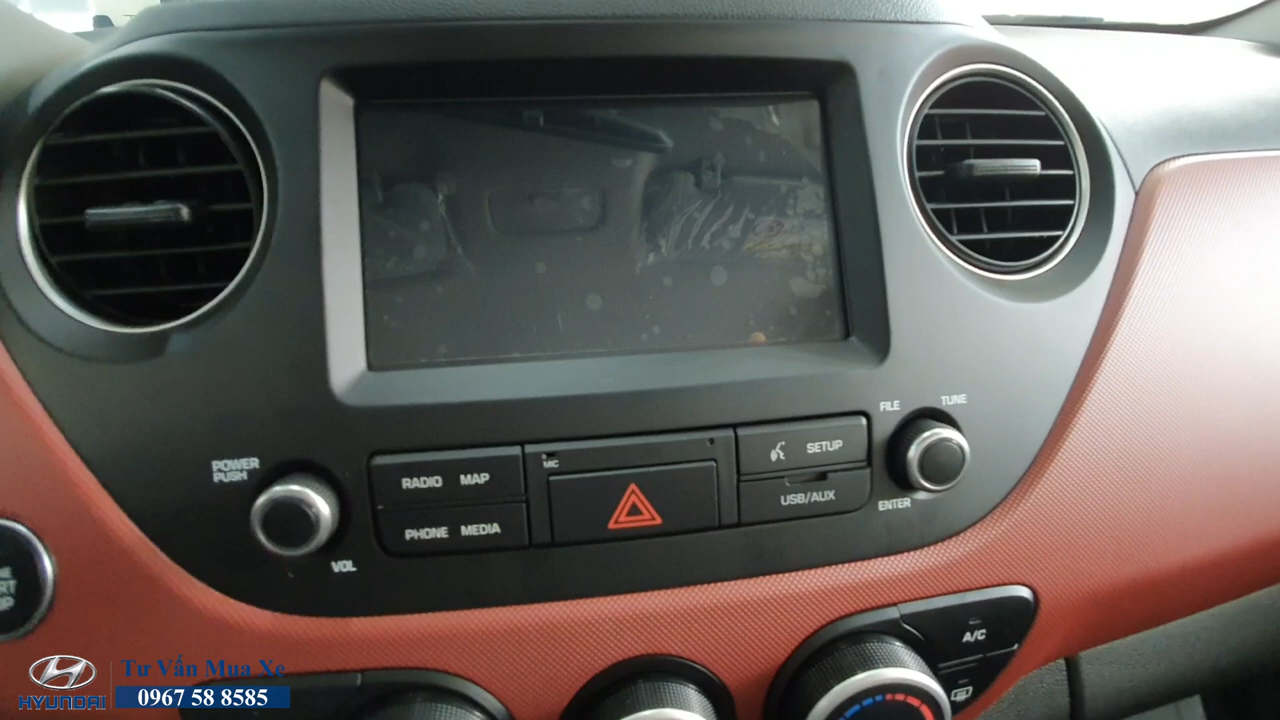 POWER
PUSH
VOL
RADIO MAP
PHONE MEDIA
MIC
SETUP
USB/AUX
FILE TUNE
ENTER
A/C
HYUNDAI
Tư Vấn Mua Xe
0967 58 8585